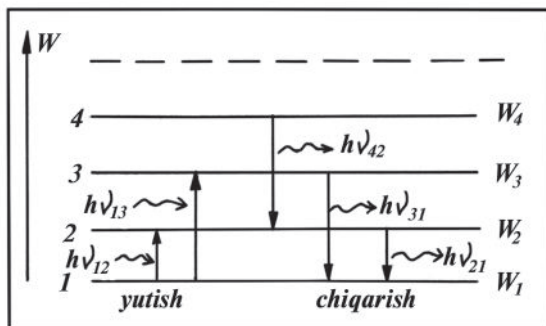 W
4 W₄
hν₄₂
3 W₃
hν₁₃ hν₃₁
2 W₂
hν₁₂ hν₂₁
1 W₁
yutish chiqarish